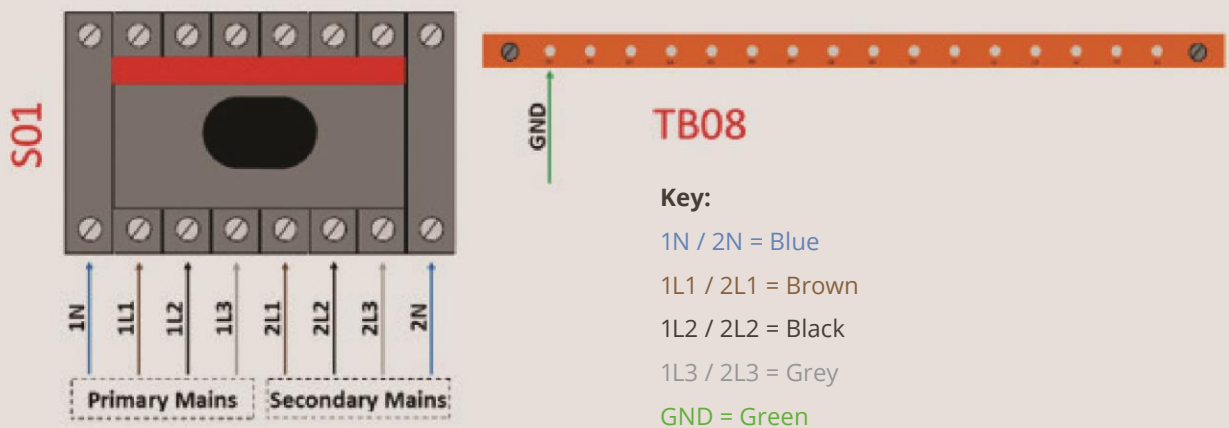 S01
GND
TB08
Key:
1N / 2N = Blue
1L1 / 2L1 = Brown
1L2 / 2L2 = Black
1L3 / 2L3 = Grey
GND = Green
1N
1L1
1L2
1L3
2L1
2L2
2L3
2N
Primary Mains
Secondary Mains